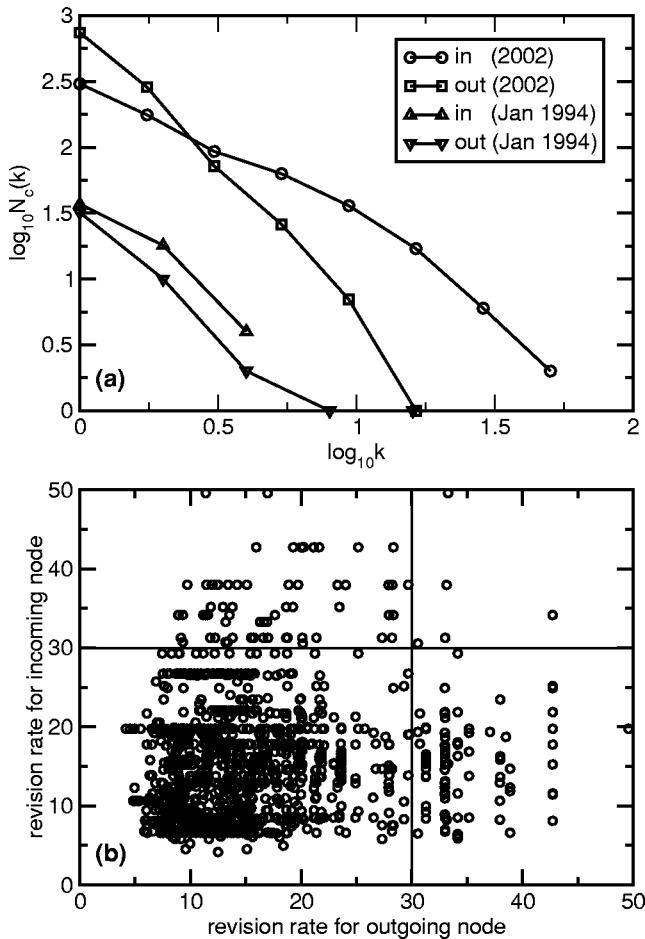 3
2.5
2
1.5
1
0.5
0
log₁₀N_c(k)
in (2002)
out (2002)
in (Jan 1994)
out (Jan 1994)
(a)
0 0.5 1 1.5 2
log₁₀k
50
40
30
20
10
0
revision rate for incoming node
(b)
0 10 20 30 40 50
revision rate for outgoing node